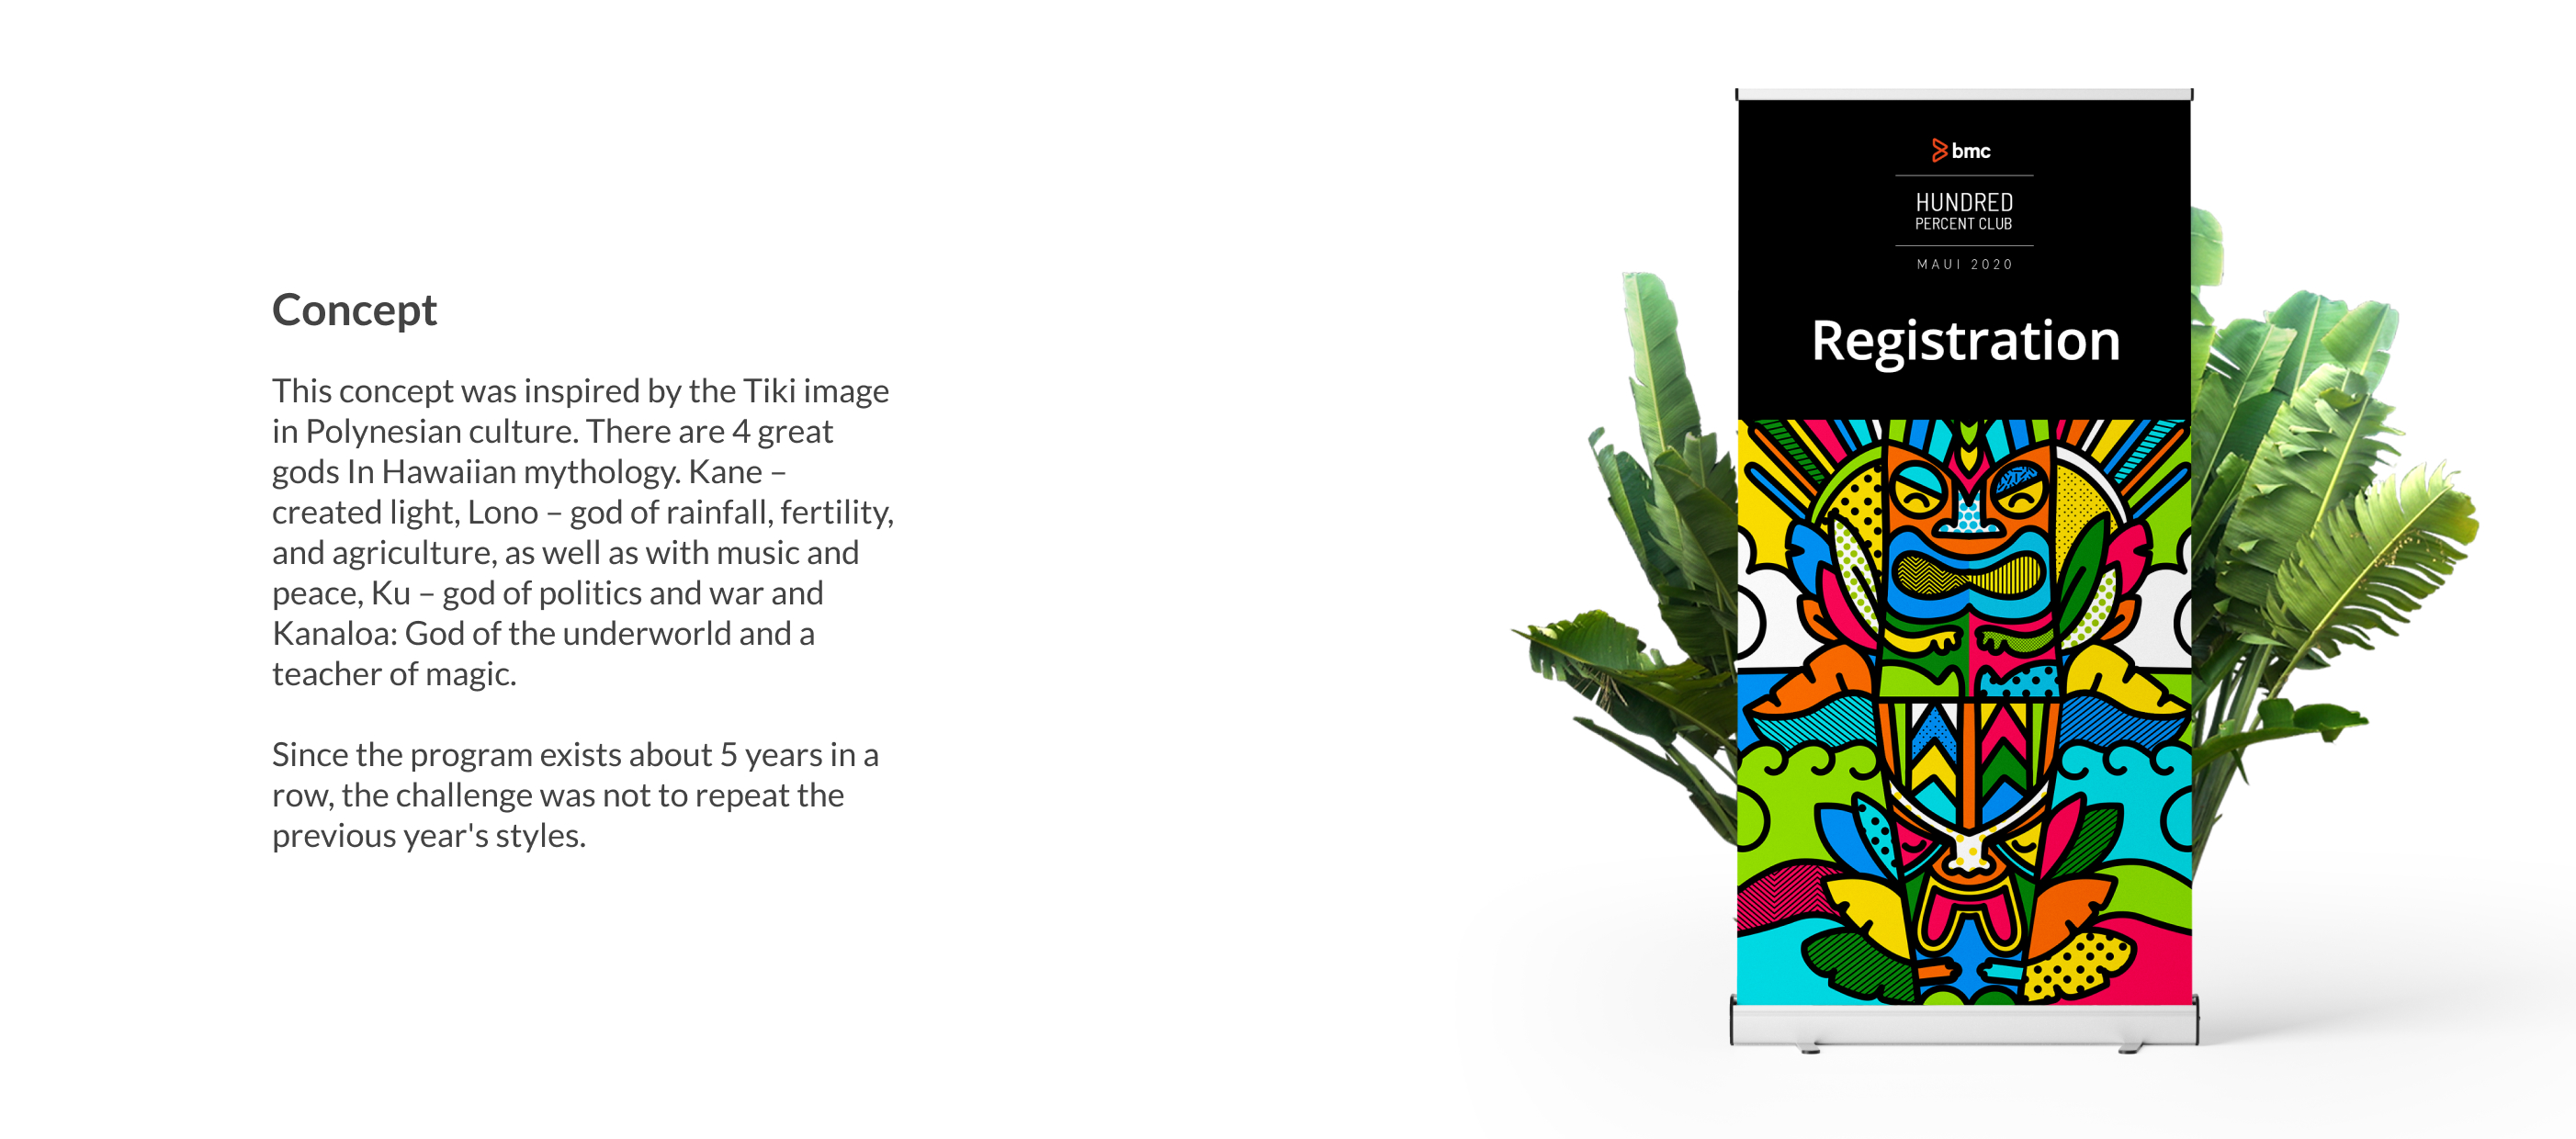 Concept
This concept was inspired by the Tiki image
in Polynesian culture. There are 4 great
gods In Hawaiian mythology. Kane –
created light, Lono – god of rainfall, fertility,
and agriculture, as well as with music and
peace, Ku – god of politics and war and
Kanaloa: God of the underworld and a
teacher of magic.
Since the program exists about 5 years in a
row, the challenge was not to repeat the
previous year's styles.
bmc
HUNDRED
PERCENT CLUB
MAUI 2020
Registration